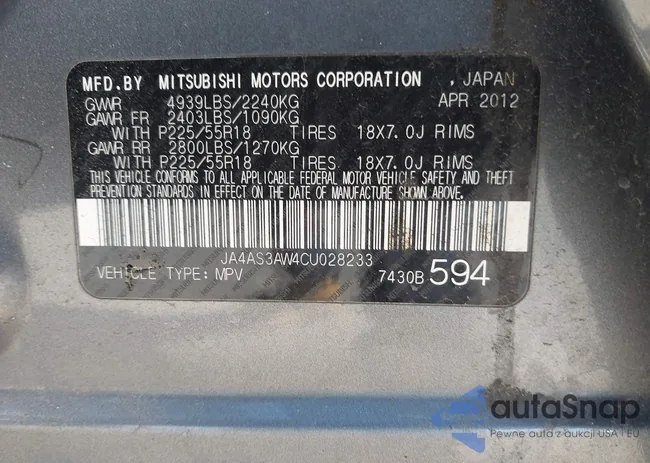 MFD.BY MITSUBISHI MOTORS CORPORATION , JAPAN
GVWR 4939LBS/2240KG APR 2012
GAWR FR 2403LBS/1090KG
WITH P225/55R18 TIRES 18X7.0J RIMS
GAWR RR 2800LBS/1270KG
WITH P225/55R18 TIRES 18X7.0J RIMS
THIS VEHICLE CONFORMS TO ALL APPLICABLE FEDERAL MOTOR VEHICLE SAFETY AND THEFT
PREVENTION STANDARDS IN EFFECT ON THE DATE OF MANUFACTURE SHOWN ABOVE.
JA4AS3AW4CU028233
VEHICLE TYPE: MPV 7430B 594
autaSnap
Pewne auta z aukcji USA i EU